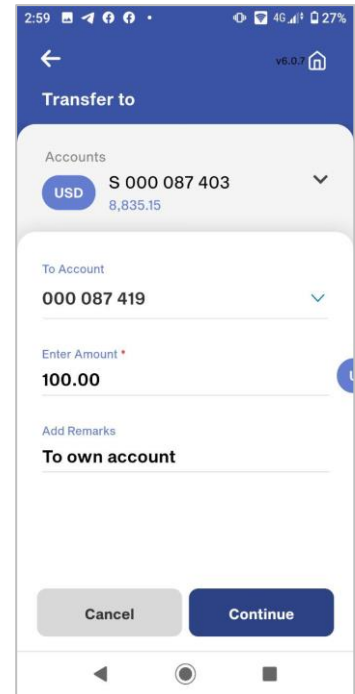 2:59 4G 27%
v6.0.7
Transfer to
Accounts
USD S 000 087 403
8,835.15
To Account
000 087 419
Enter Amount *
100.00
Add Remarks
To own account
Cancel Continue